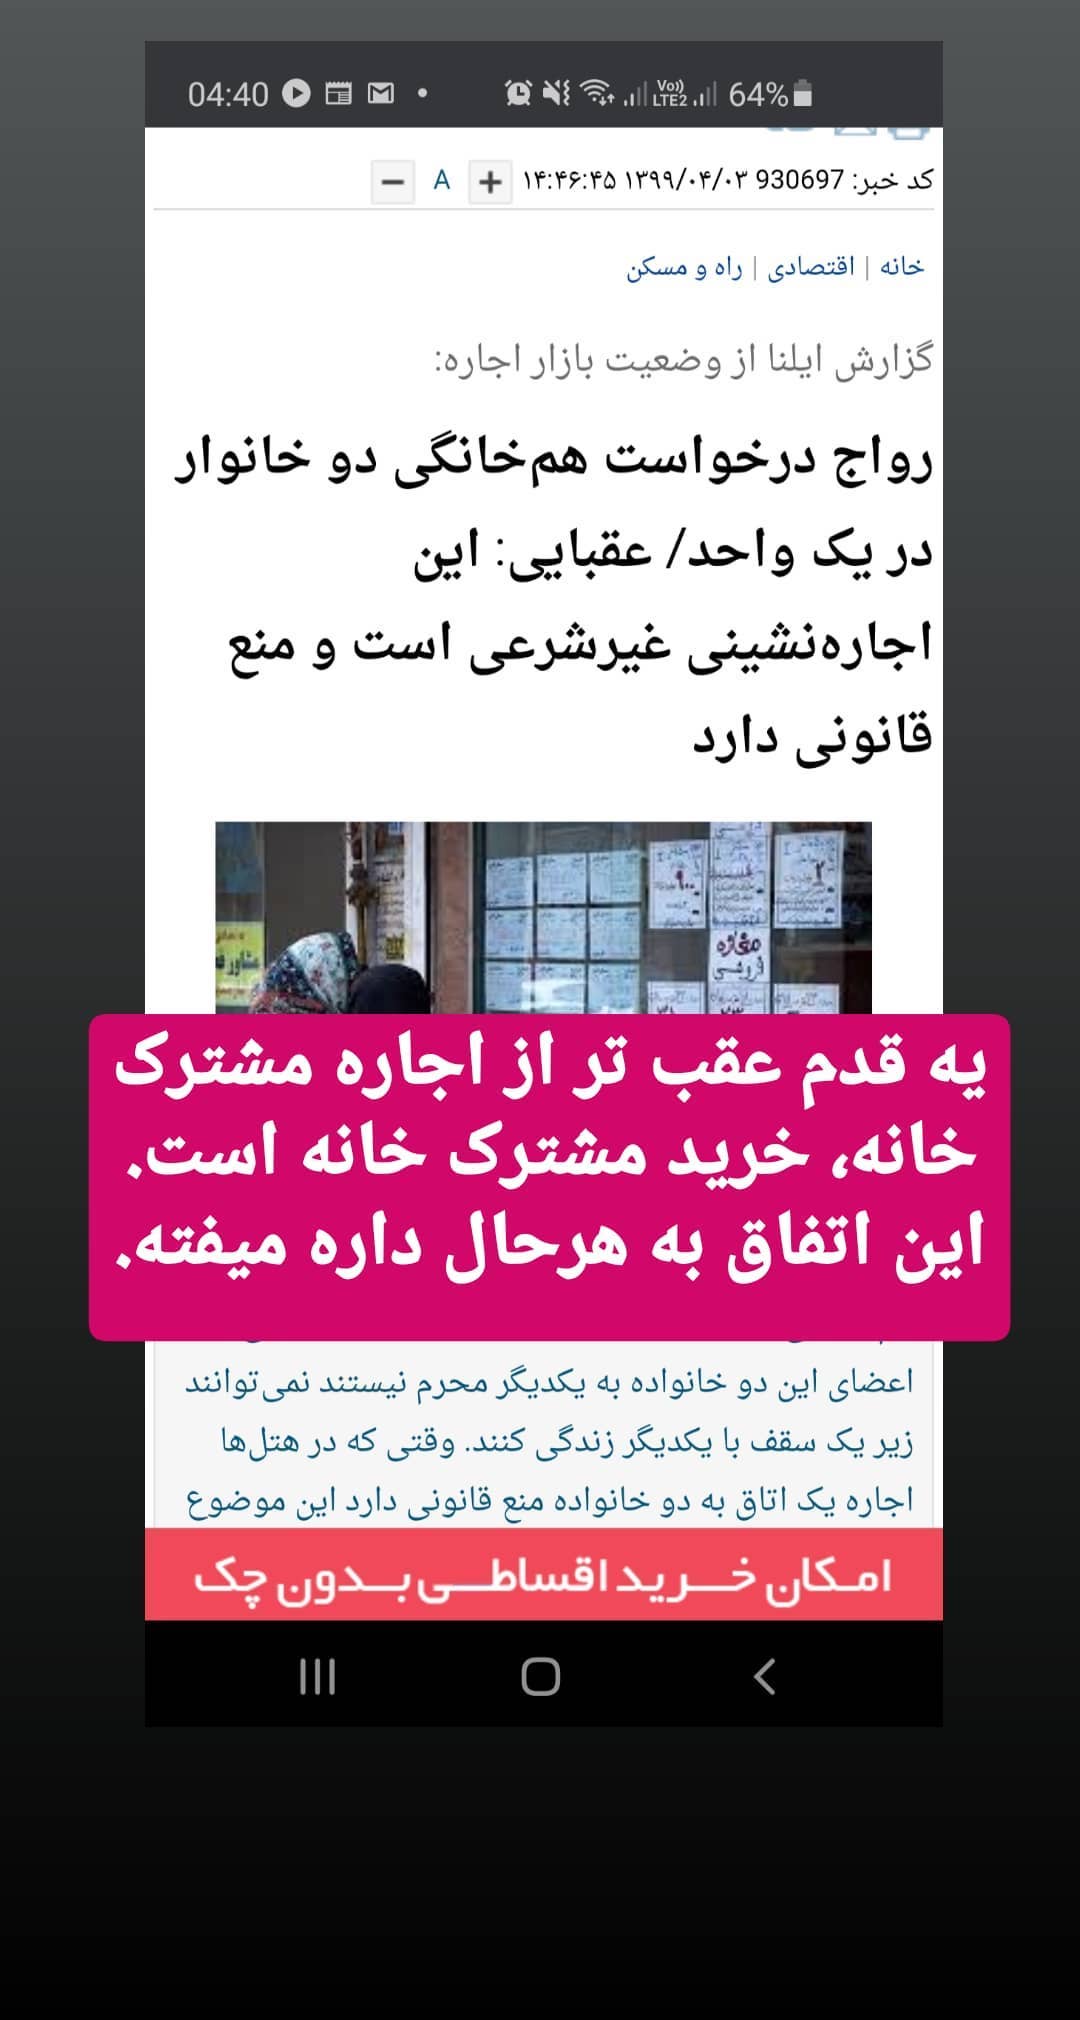 04:40 64%
LTE2
کد خبر: 930697 ۱۳۹۹/۰۴/۰۳ ۱۴:۴۶:۴۵ + A −
خانه | اقتصادی | راه و مسکن
گزارش ایلنا از وضعیت بازار اجاره:
رواج درخواست هم‌خانگی دو خانوار
در یک واحد/ عقبایی: این
اجاره‌نشینی غیرشرعی است و منع
قانونی دارد
مغازه
فروشی
یه قدم عقب تر از اجاره مشترک
خانه، خرید مشترک خانه است.
این اتفاق به هرحال داره میفته.
اعضای این دو خانواده به یکدیگر محرم نیستند نمی‌توانند
زیر یک سقف با یکدیگر زندگی کنند. وقتی که در هتل‌ها
اجاره یک اتاق به دو خانواده منع قانونی دارد این موضوع
امکان خرید اقساطی بدون چک